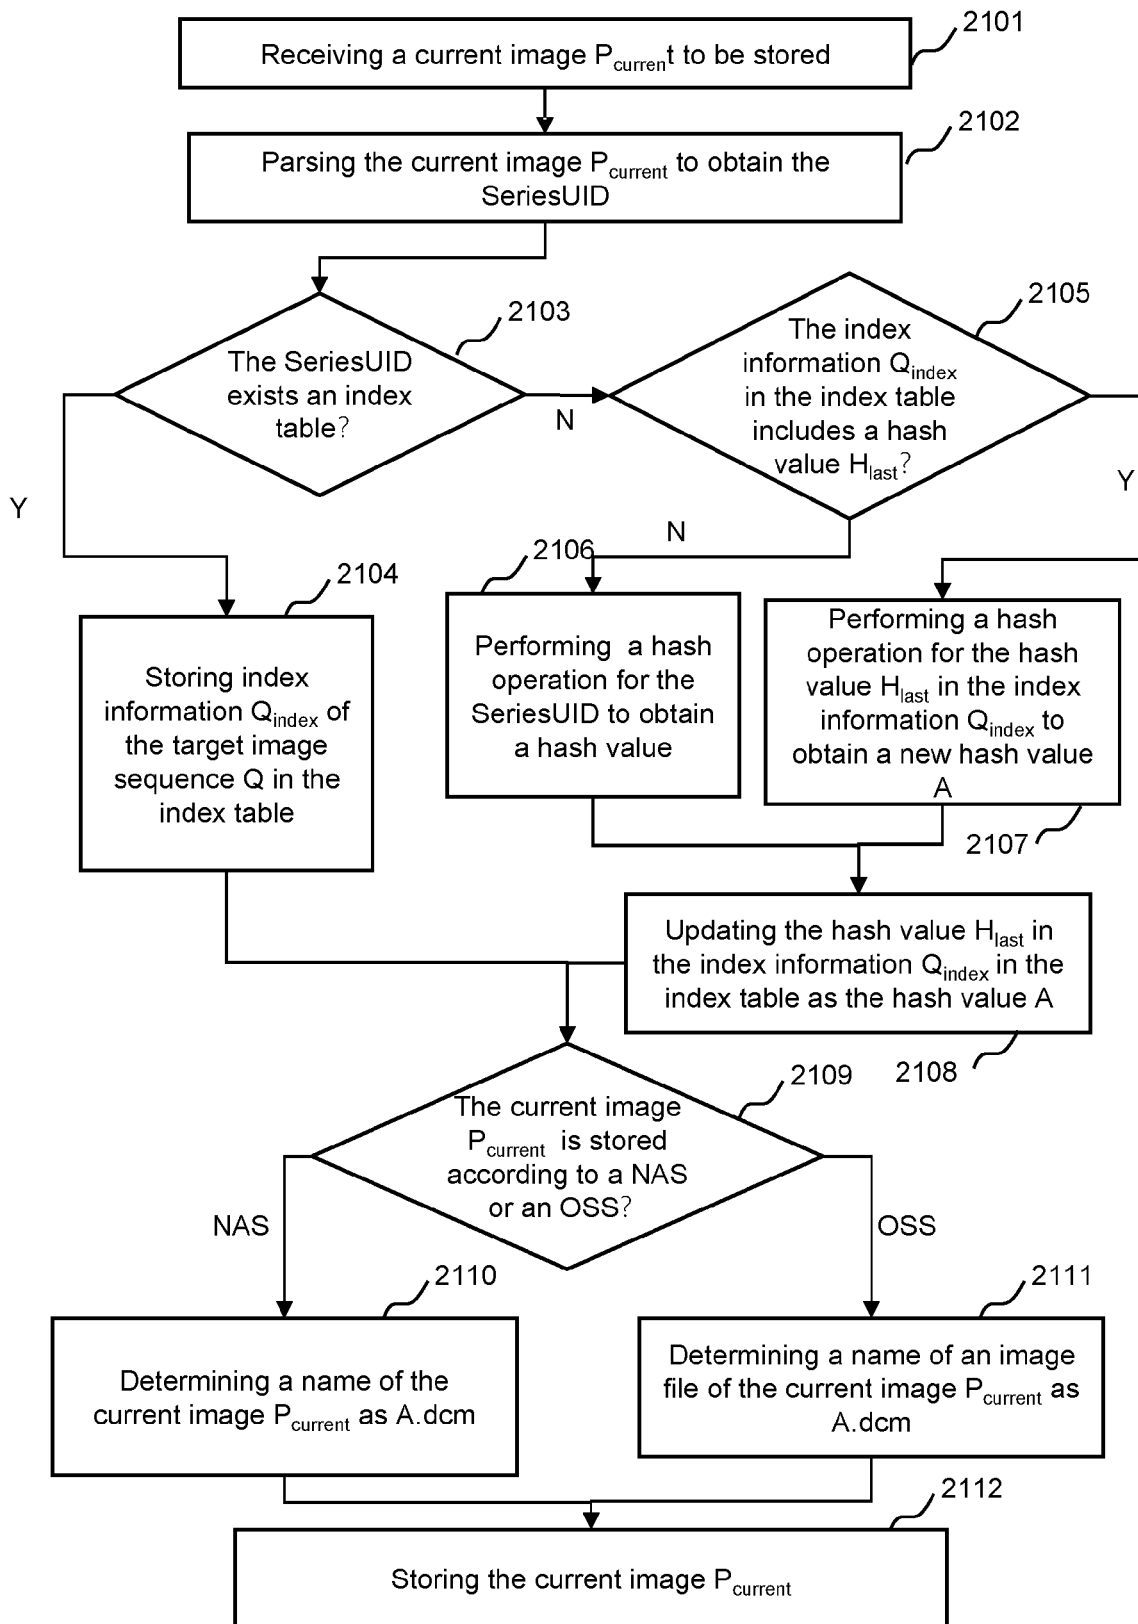 2101
Receiving a current image Pcurrent to be stored
2102
Parsing the current image Pcurrent to obtain the
SeriesUID
2103
The SeriesUID
exists an index
table?
2105
The index
information Qindex
in the index table
includes a hash
value Hlast?
N
Y
Y
N
2104
Storing index
information Qindex of
the target image
sequence Q in the
index table
2106
Performing a hash
operation for the
SeriesUID to obtain
a hash value
Performing a hash
operation for the hash
value Hlast in the index
information Qindex to
obtain a new hash value
A
2107
Updating the hash value Hlast in
the index information Qindex in the
index table as the hash value A
2108
2109
The current image
Pcurrent is stored
according to a NAS
or an OSS?
NAS
OSS
2110
Determining a name of the
current image Pcurrent as A.dcm
2111
Determining a name of an image
file of the current image Pcurrent as
A.dcm
2112
Storing the current image Pcurrent